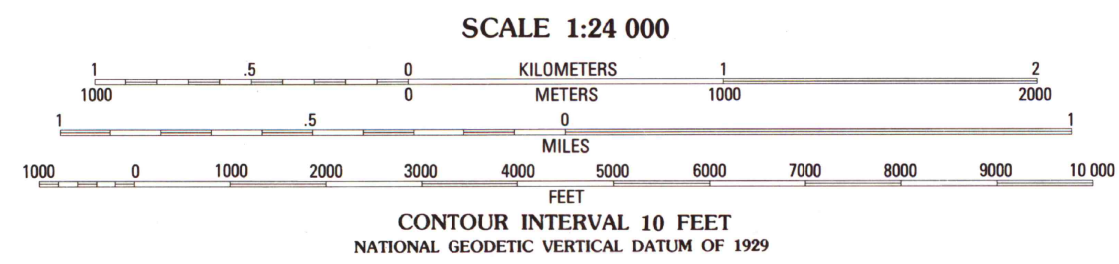 SCALE 1:24 000
1 .5 0 KILOMETERS 1 2
1000 0 METERS 1000 2000
1 .5 0 1
MILES
1000 0 1000 2000 3000 4000 5000 6000 7000 8000 9000 10 000
FEET
CONTOUR INTERVAL 10 FEET
NATIONAL GEODETIC VERTICAL DATUM OF 1929